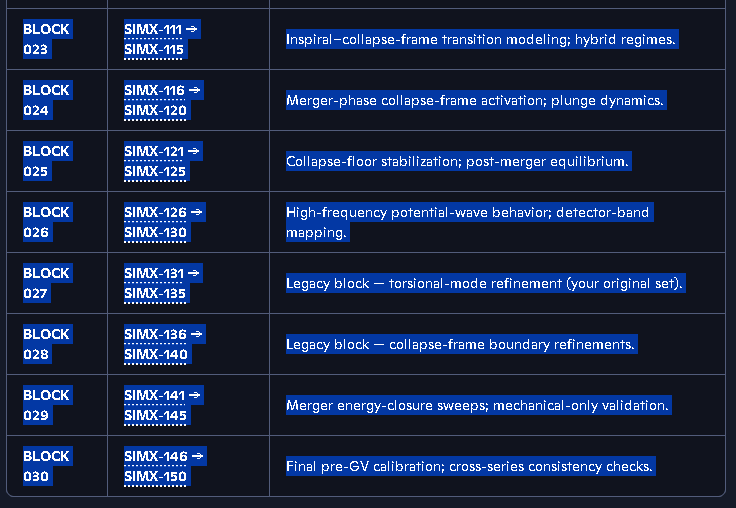 BLOCK 023 SIMX-111 → SIMX-115 Inspiral–collapse-frame transition modeling; hybrid regimes.
BLOCK 024 SIMX-116 → SIMX-120 Merger-phase collapse-frame activation; plunge dynamics.
BLOCK 025 SIMX-121 → SIMX-125 Collapse-floor stabilization; post-merger equilibrium.
BLOCK 026 SIMX-126 → SIMX-130 High-frequency potential-wave behavior; detector-band mapping.
BLOCK 027 SIMX-131 → SIMX-135 Legacy block — torsional-mode refinement (your original set).
BLOCK 028 SIMX-136 → SIMX-140 Legacy block — collapse-frame boundary refinements.
BLOCK 029 SIMX-141 → SIMX-145 Merger energy-closure sweeps; mechanical-only validation.
BLOCK 030 SIMX-146 → SIMX-150 Final pre-GV calibration; cross-series consistency checks.